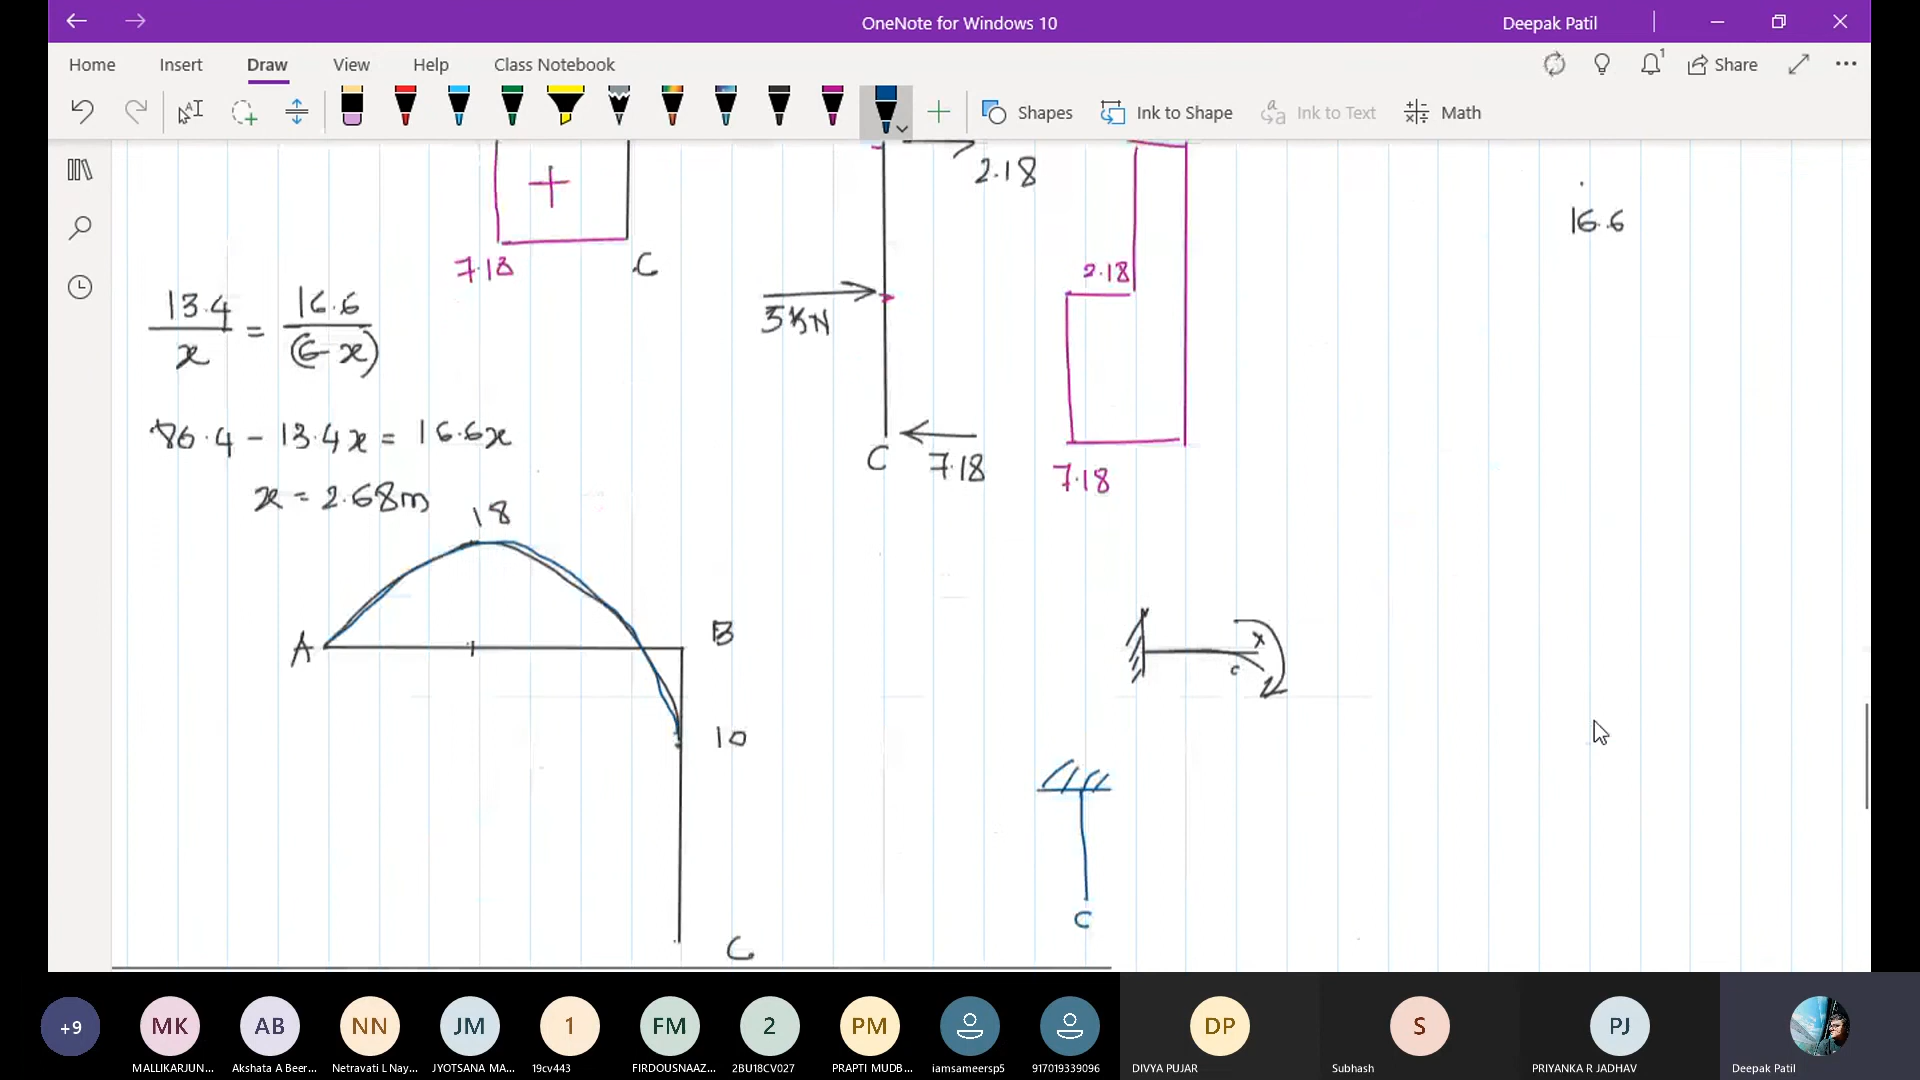 OneNote for Windows 10
Deepak Patil
Home Insert Draw View Help Class Notebook
1
Share
Shapes
Ink to Shape
Ink to Text
Math
+
7.18
C
2.18
5KN
C
7.18
2.18
7.18
16.6
13.4/x = 16.6/(6-x)
86.4 - 13.4x = 16.6x
x = 2.68m
18
A
B
10
C
x
c
C
+9
MK
AB
NN
JM
1
FM
2
PM
DP
S
PJ
MALLIKARJUN...
Akshata A Beer...
Netravati L Nay...
JYOTSANA MA...
19cv443
FIRDOUSNAAZ...
2BU18CV027
PRAPTI MUDB...
iamsameersp5
917019339096
DIVYA PUJAR
Subhash
PRIYANKA R JADHAV
Deepak Patil